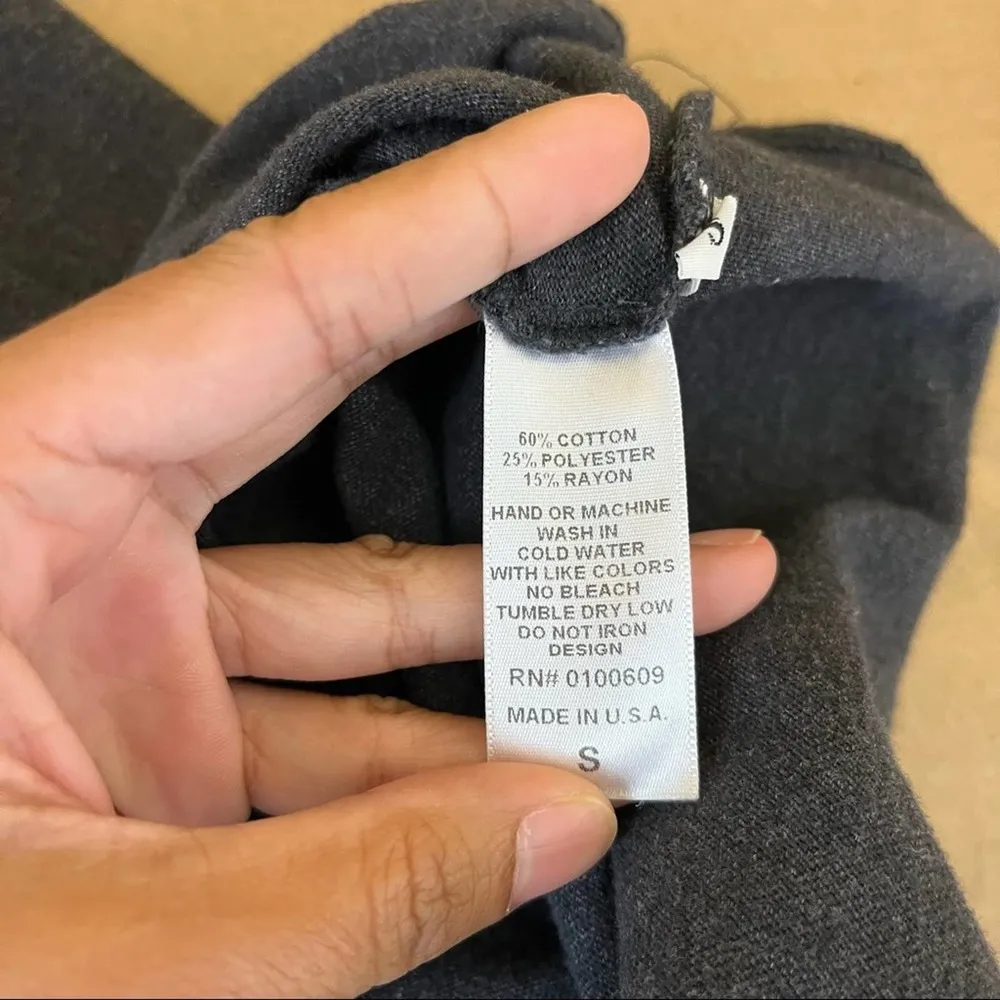 60% COTTON
25% POLYESTER
15% RAYON
HAND OR MACHINE
WASH IN
COLD WATER
WITH LIKE COLORS
NO BLEACH
TUMBLE DRY LOW
DO NOT IRON
DESIGN
RN# 0100609
MADE IN U.S.A.
S